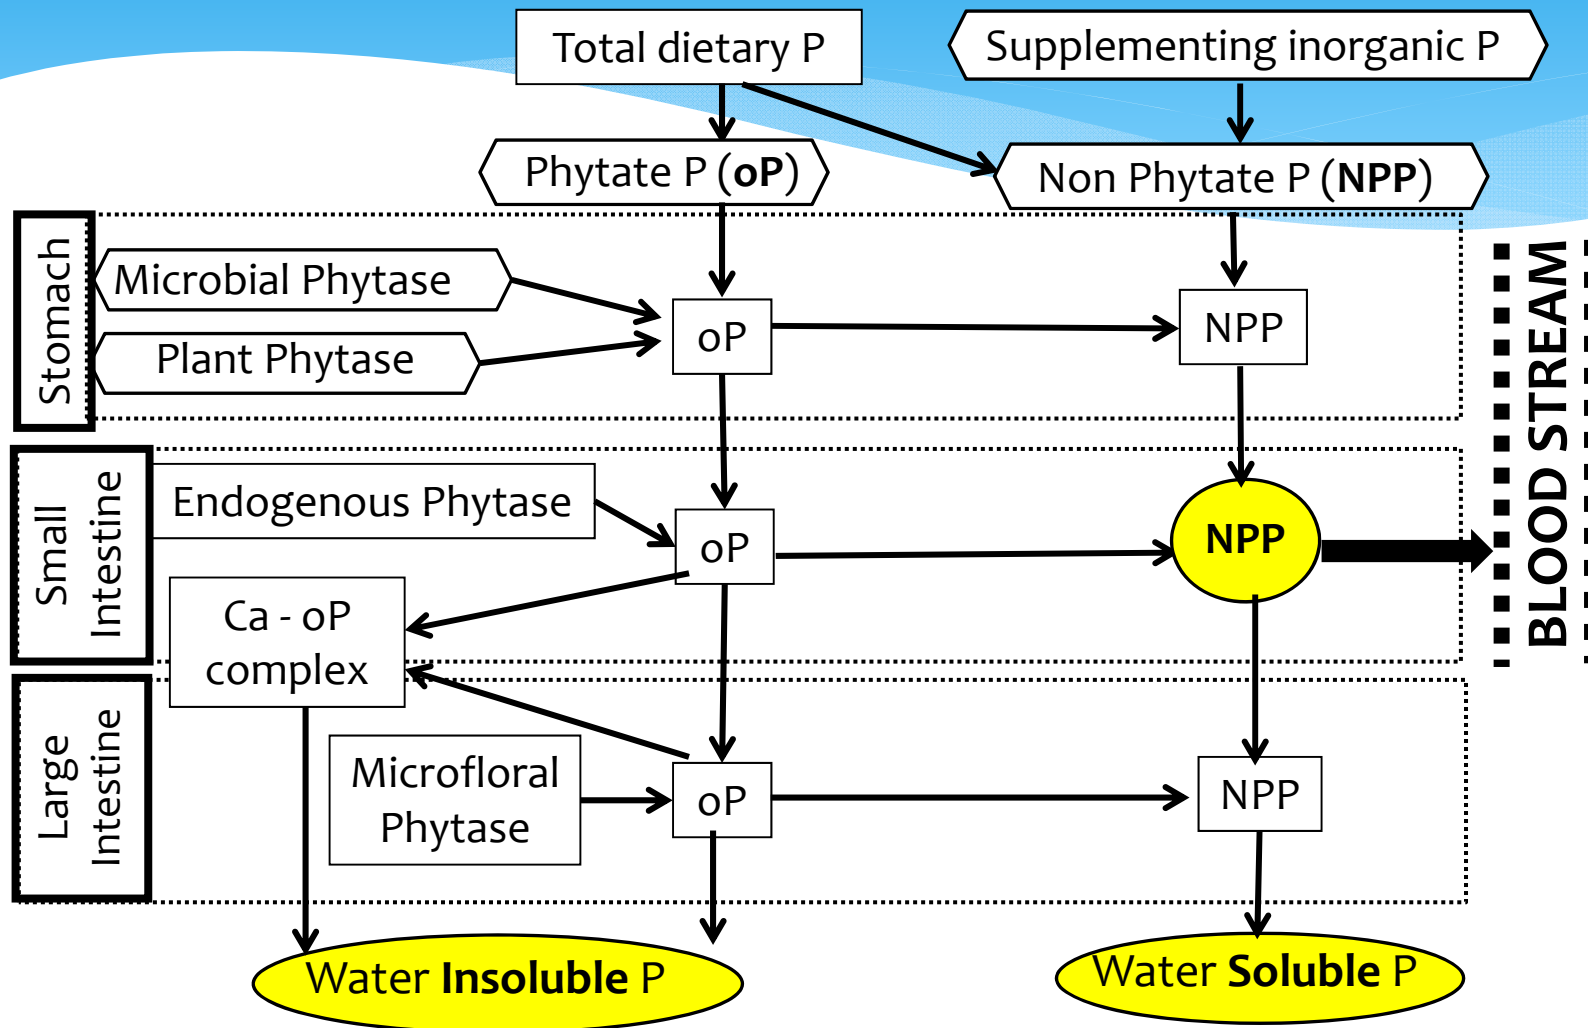 Total dietary P
Supplementing inorganic P
Phytate P (oP)
Non Phytate P (NPP)
Stomach
Microbial Phytase
Plant Phytase
oP
NPP
BLOOD STREAM
Small
Intestine
Endogenous Phytase
oP
NPP
Ca - oP
complex
Large
Intestine
Microfloral
Phytase
oP
NPP
Water Insoluble P
Water Soluble P